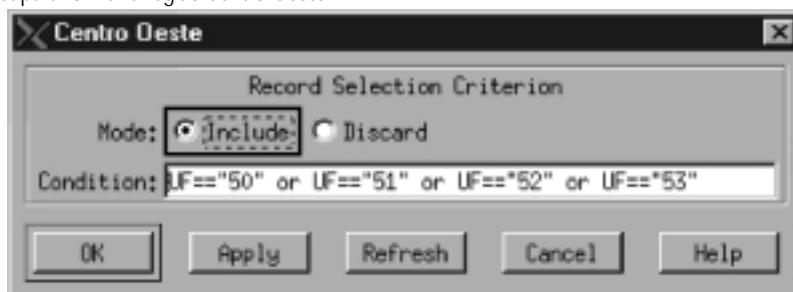 Centro Oeste
Record Selection Criterion
Mode: Include Discard
Condition: UF=="50" or UF=="51" or UF=="52" or UF=="53"
OK Apply Refresh Cancel Help